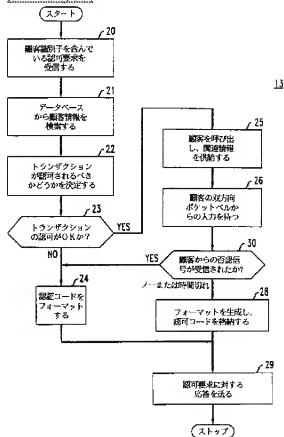 スタート
20
顧客識別子を含んで
いる認可要求を
受信する
21
データベース
から顧客情報を
検索する
22
トランザクション
が認可されるべき
かどうかを決定する
23
トランザクション
の認可がOKか?
YES
NO
24
認証コードを
フォーマット
する
13
25
顧客を呼び出
し、関連情報
を供給する
26
顧客の双方向
ポケットベルか
らの入力を待つ
30
顧客からの否認信
号が受信されたか?
YES
ノーまたは時間切れ
28
フォーマットを生成し、
認可コードを格納する
29
認可要求に対する
応答を送る
ストップ